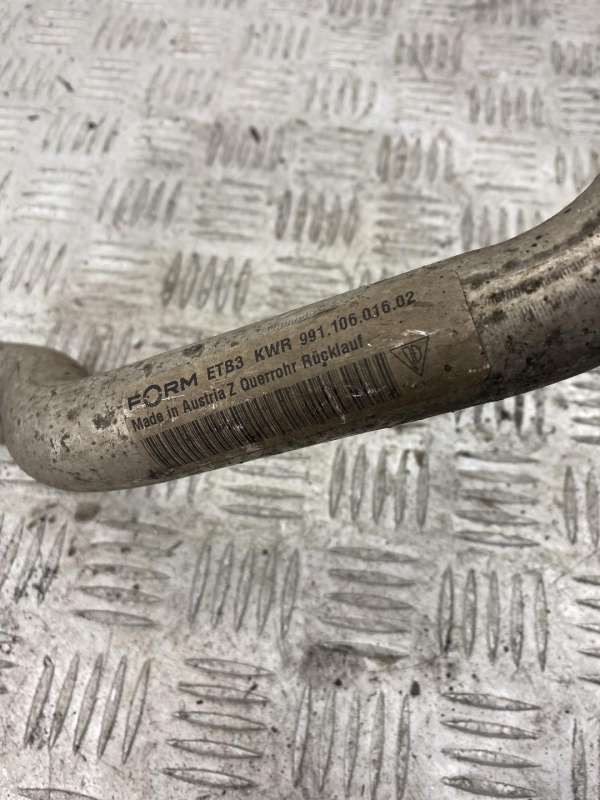 FORM ETB3 KWR 991.106.016.02
Made in Austria Z Querrohr Rücklauf